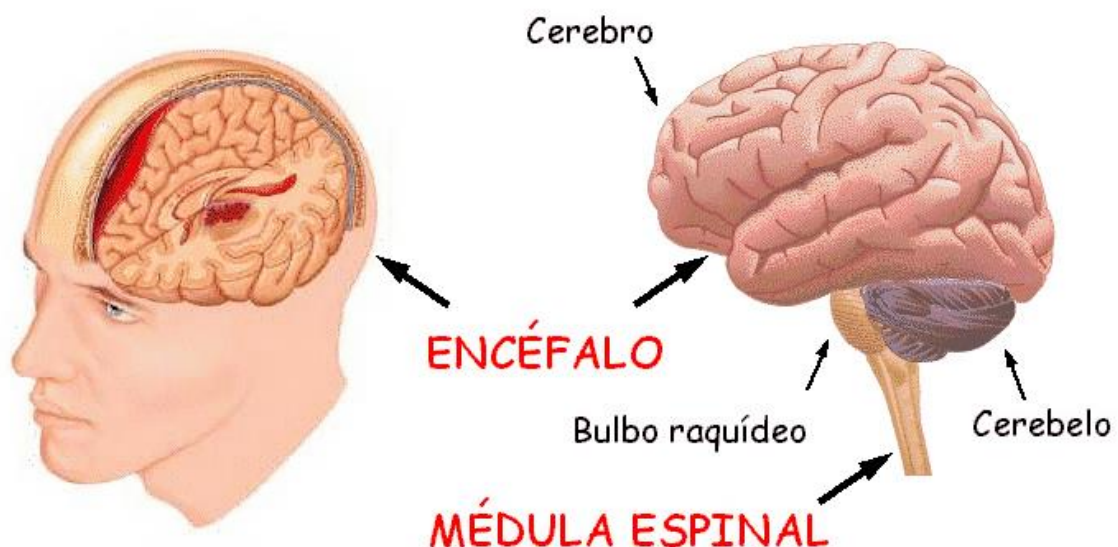 Cerebro
ENCÉFALO
Bulbo raquídeo
Cerebelo
MÉDULA ESPINAL